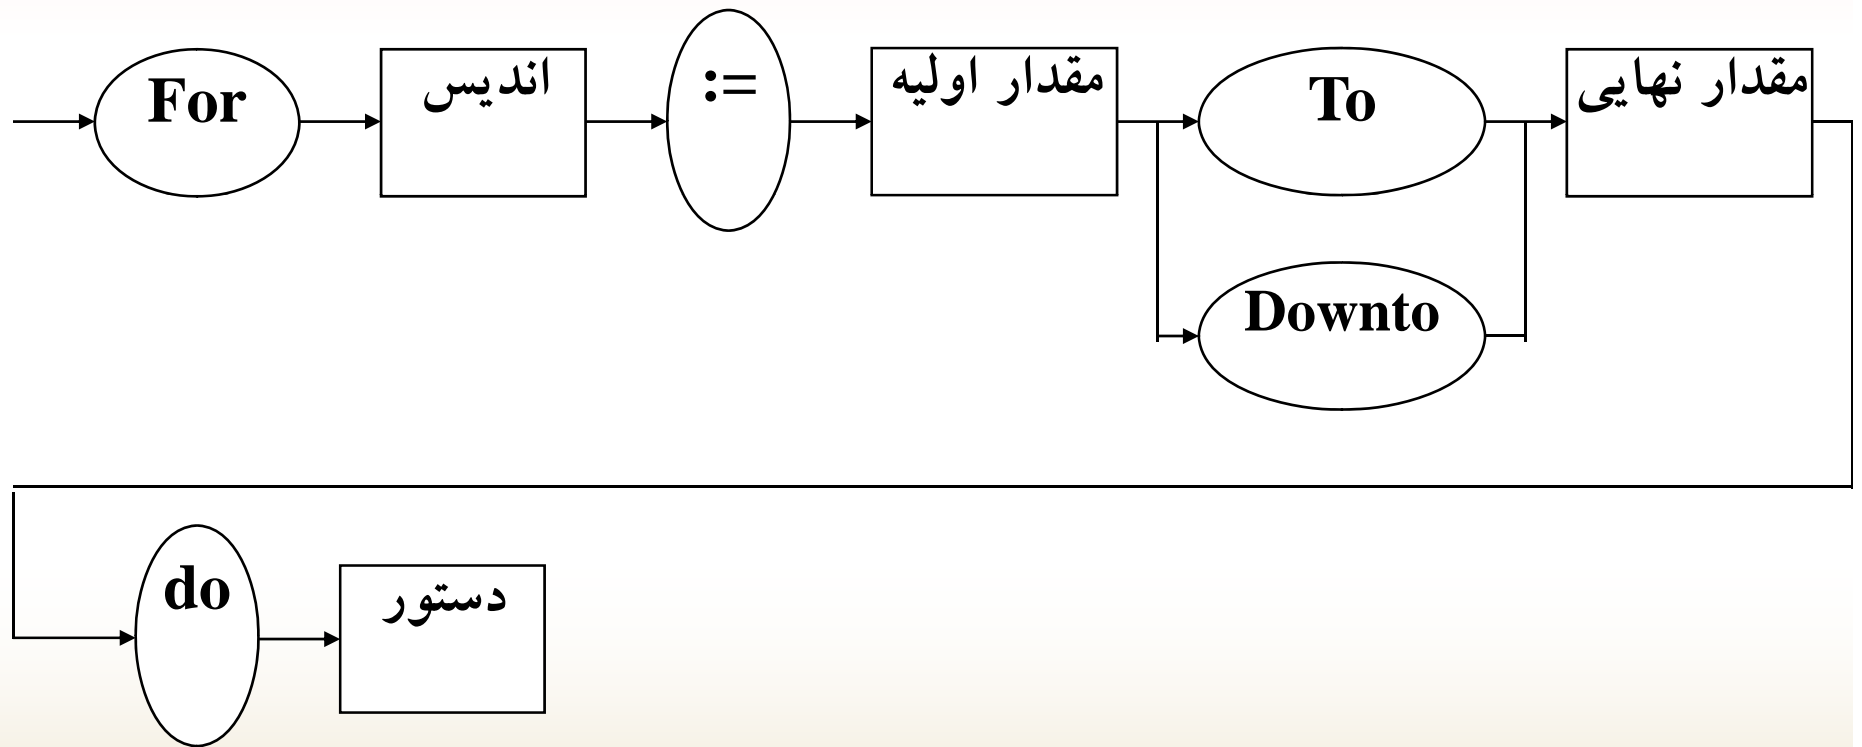 For
اندیس
:=
مقدار اولیه
To
مقدار نهایی
Downto
do
دستور